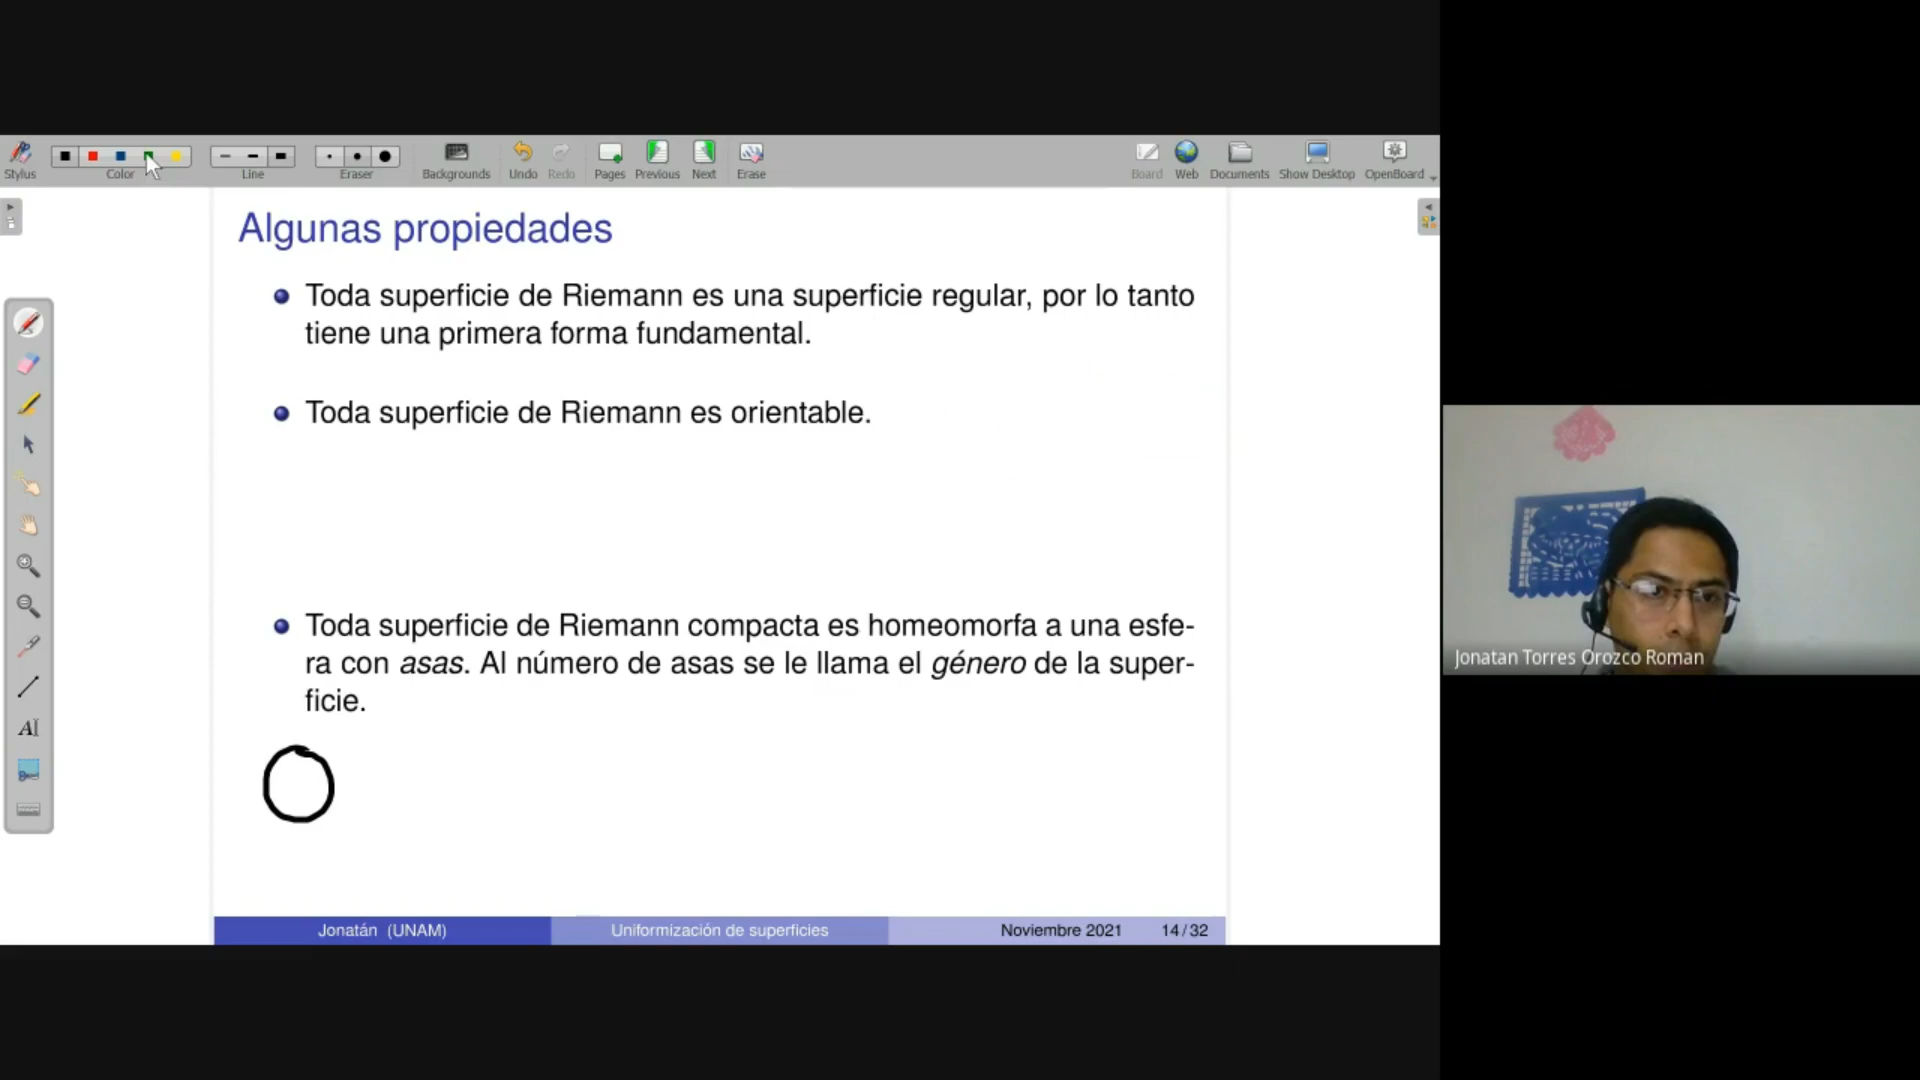 Stylus
Color
Line
Eraser
Backgrounds
Undo
Redo
Pages
Previous
Next
Erase
Board
Web
Documents
Show Desktop
OpenBoard
Algunas propiedades
Toda superficie de Riemann es una superficie regular, por lo tanto
tiene una primera forma fundamental.
Toda superficie de Riemann es orientable.
Toda superficie de Riemann compacta es homeomorfa a una esfe-
ra con asas. Al número de asas se le llama el género de la super-
ficie.
Jonatán (UNAM)
Uniformización de superficies
Noviembre 2021
14/32
Jonatan Torres Orozco Roman